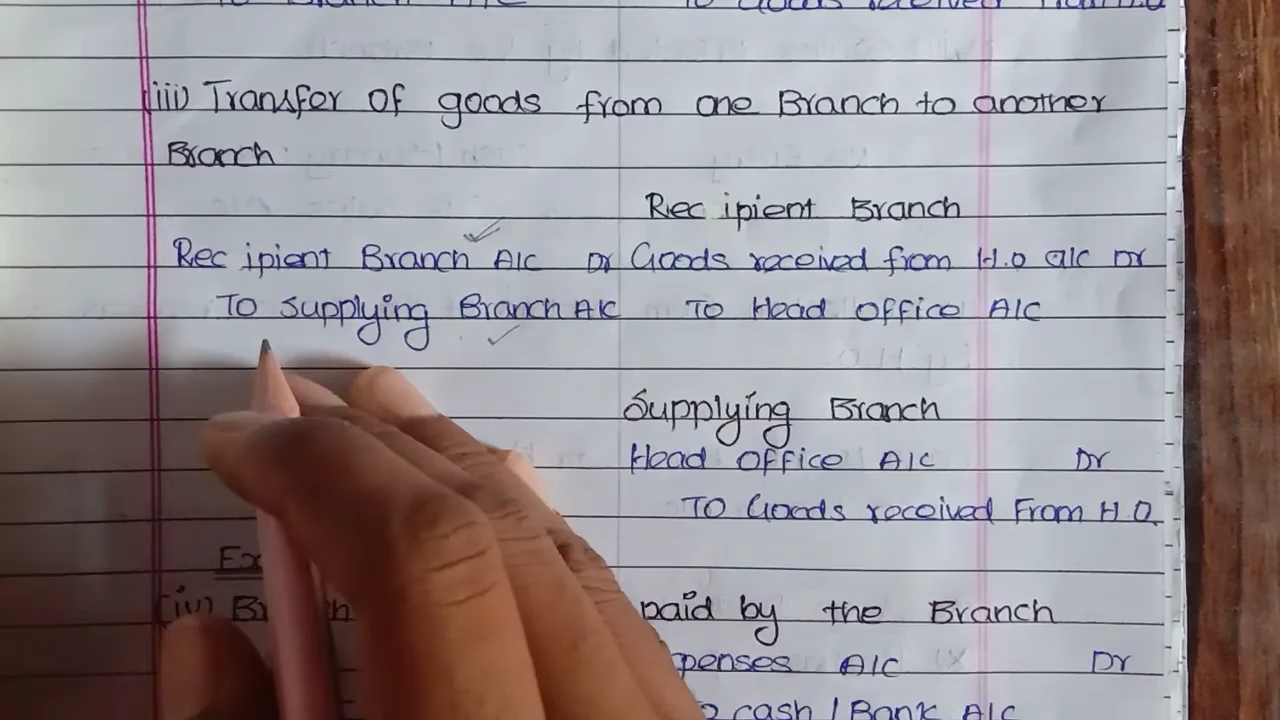 (iii) Transfer of goods from one Branch to another
Branch
Recipient Branch
Recipient Branch A/C Dr Goods received from H.O a/c Dr
To Supplying Branch A/C To Head Office A/C
Supplying Branch
Head Office A/C Dr
To Goods received From H.O
(iv) paid by the Branch
A/C Dr
cash / Bank A/C